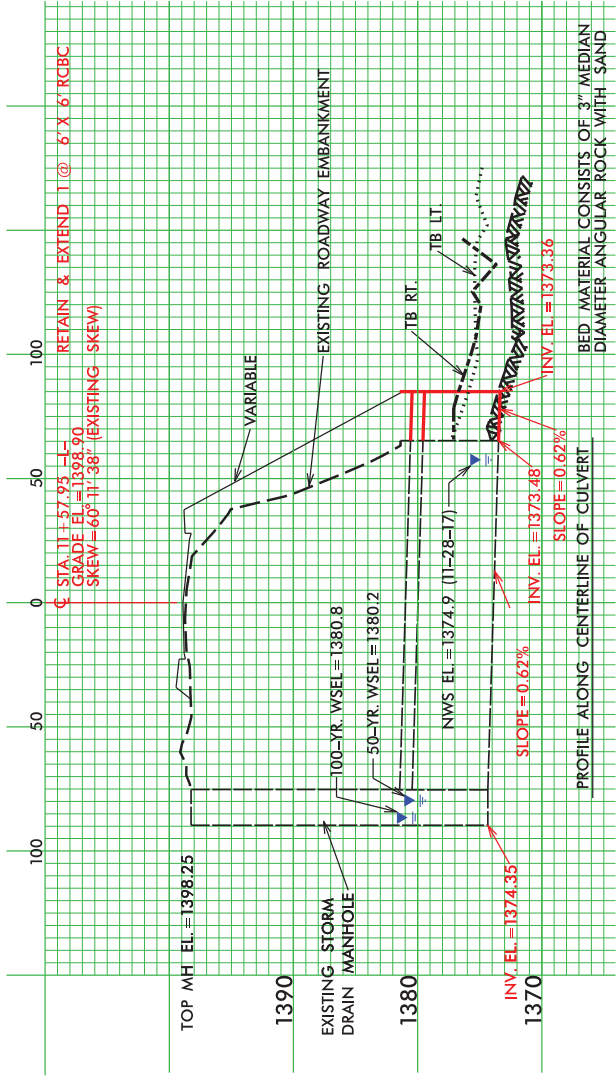 100
50
0
50
100
℄ STA. 11+57.95 -L-
GRADE EL.=1398.90
SKEW=60° 11' 38" (EXISTING SKEW)
RETAIN & EXTEND 1 @ 6' X 6' RCBC
TOP MH EL.=1398.25
VARIABLE
EXISTING ROADWAY EMBANKMENT
1390
EXISTING STORM
DRAIN MANHOLE
100-YR. WSEL=1380.8
50-YR. WSEL=1380.2
NWS EL.=1374.9 (11-28-17)
TB RT.
TB LT.
1380
INV. EL.=1374.35
SLOPE=0.62%
INV. EL.=1373.48
SLOPE=0.62%
INV. EL.=1373.36
1370
PROFILE ALONG CENTERLINE OF CULVERT
BED MATERIAL CONSISTS OF 3" MEDIAN
DIAMETER ANGULAR ROCK WITH SAND